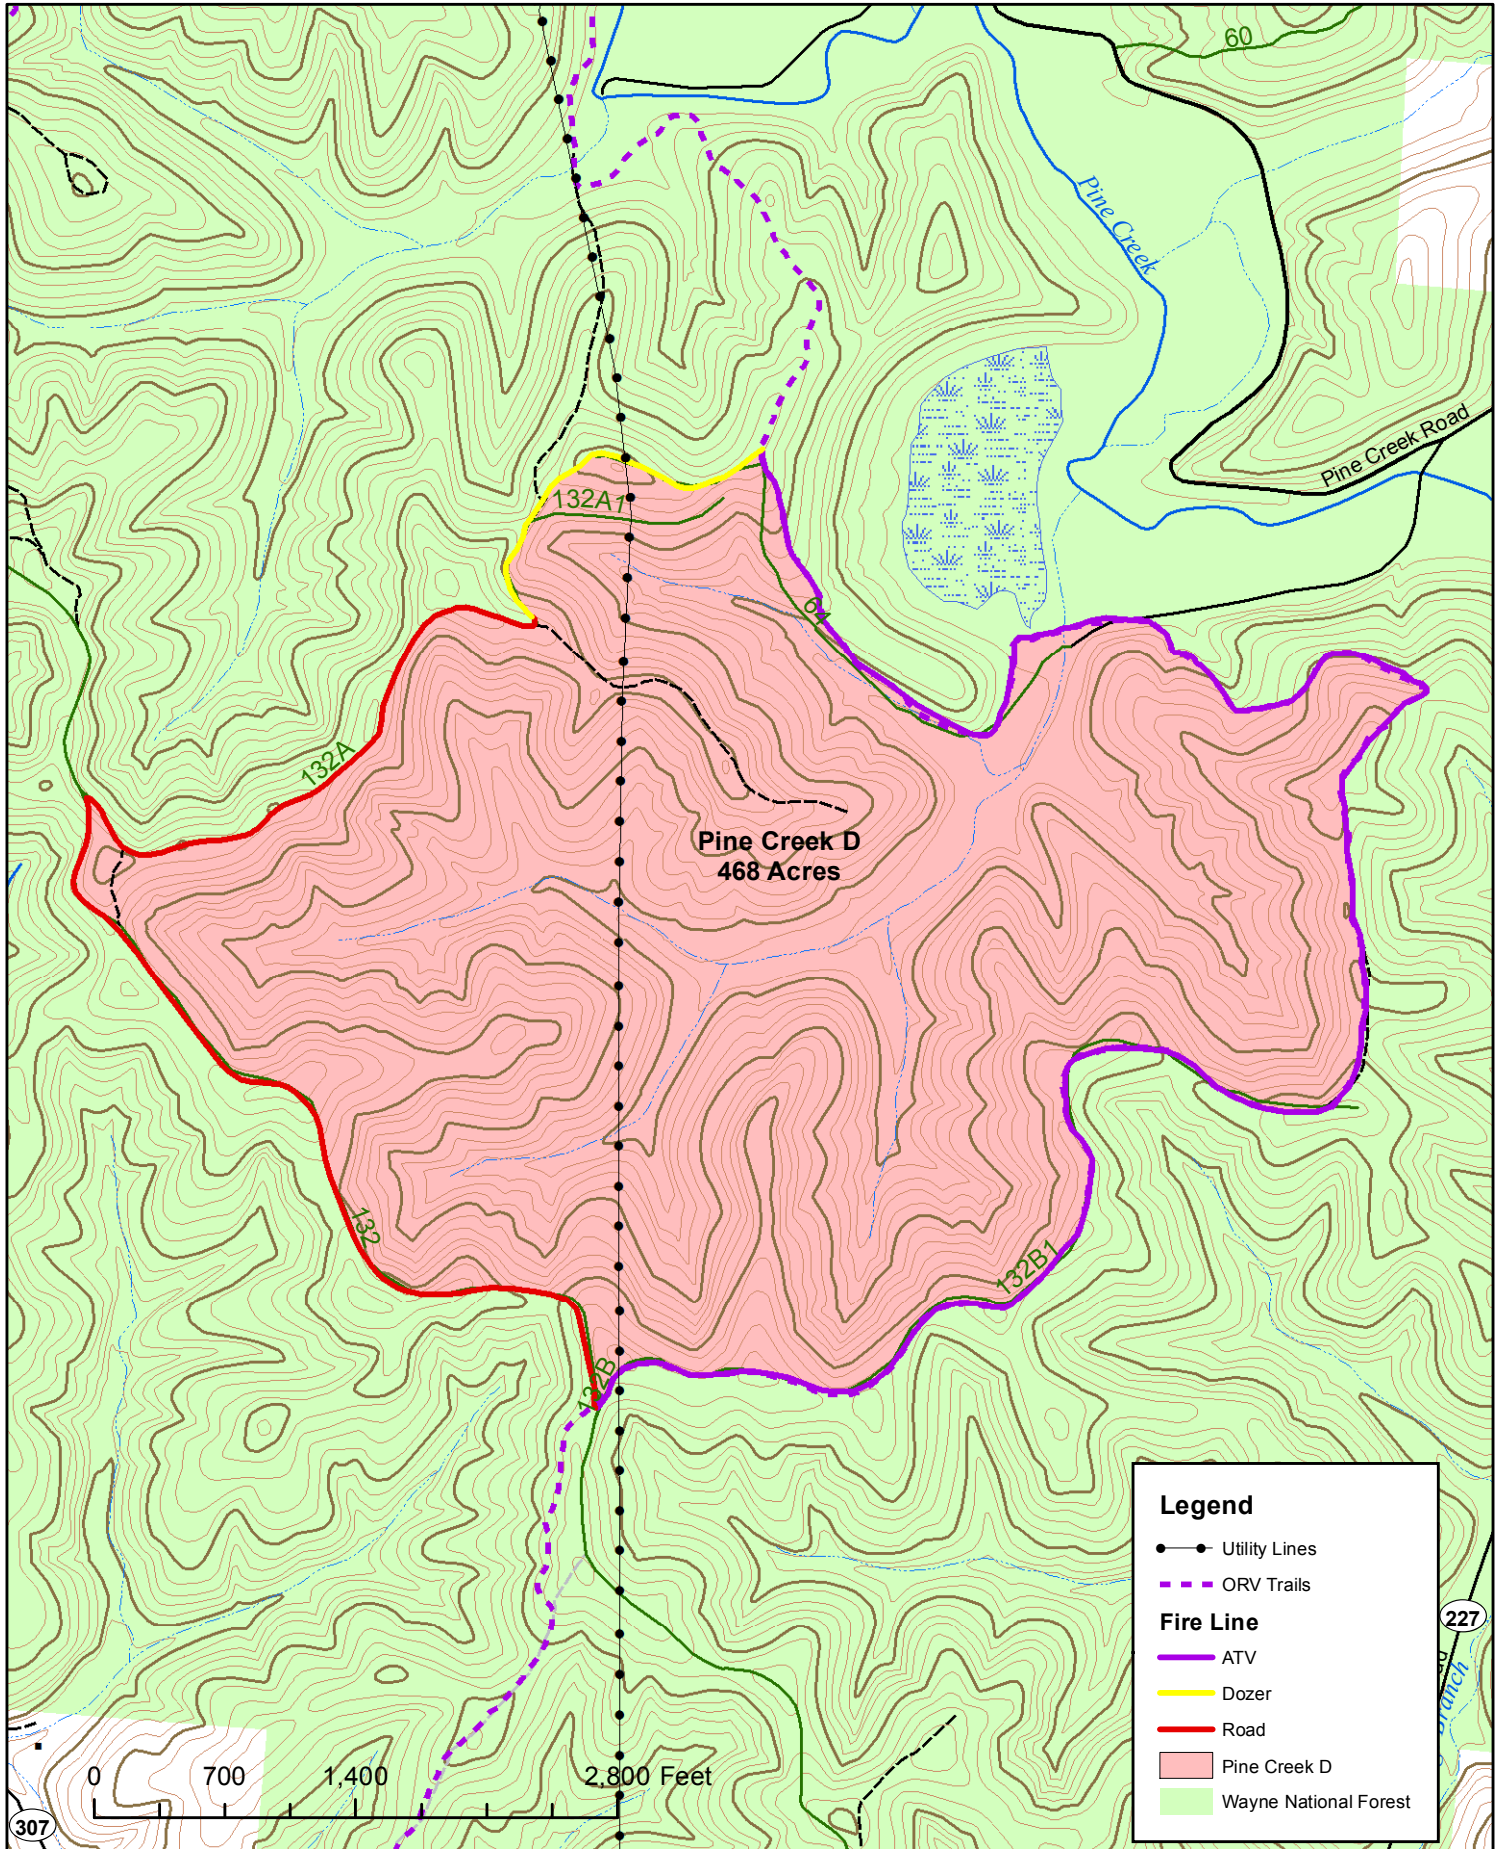 60
Pine Creek
Pine Creek Road
132A1
64
132A
Pine Creek D
468 Acres
132
132B1
132B
Legend
Utility Lines
ORV Trails
Fire Line
ATV
Dozer
Road
Pine Creek D
Wayne National Forest
227
Branch
0 700 1,400 2,800 Feet
307